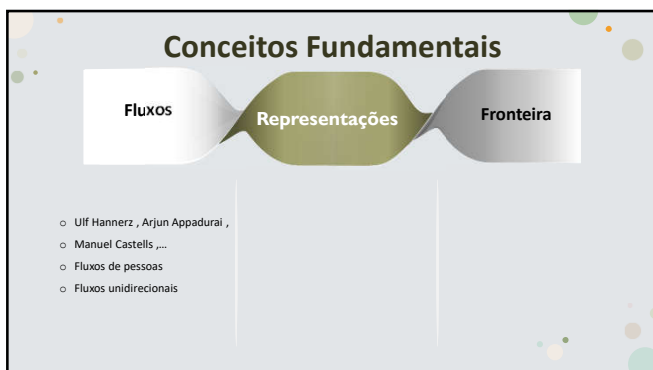 Conceitos Fundamentais
Fluxos
Representações
Fronteira
o Ulf Hannerz , Arjun Appadurai ,
o Manuel Castells ,...
o Fluxos de pessoas
o Fluxos unidirecionais